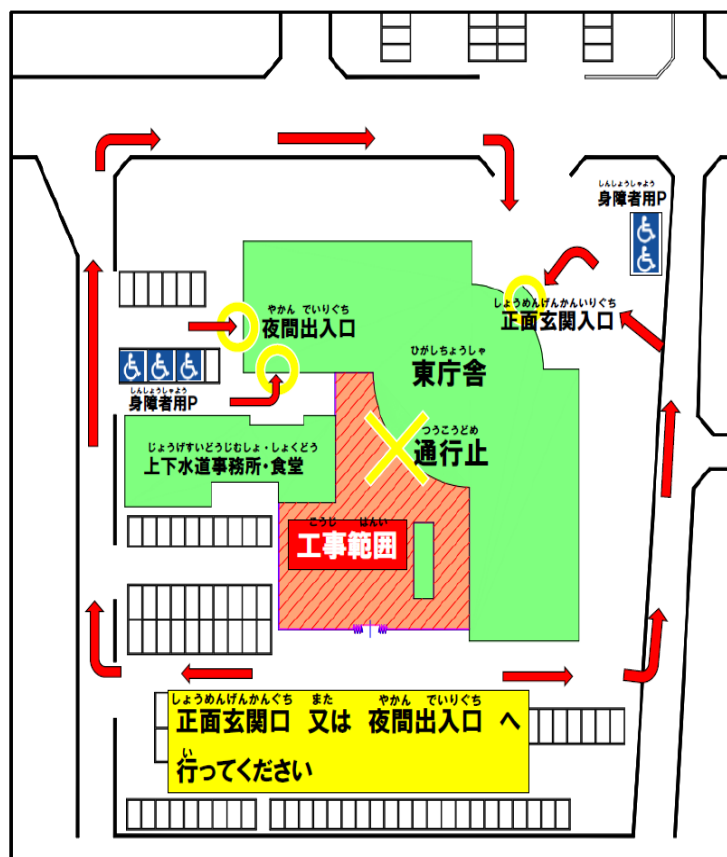 しんしょうしゃよう
身障者用P
やかん でいりぐち
夜間出入口
しょうめんげんかんいりぐち
正面玄関入口
ひがしちょうしゃ
東庁舎
しんしょうしゃよう
身障者用P
つうこうどめ
通行止
じょうげすいどうじむしょ・しょくどう
上下水道事務所・食堂
こうじ はんい
工事範囲
しょうめんげんかんぐち また やかん でいりぐち
正面玄関口 又は 夜間出入口 へ
い
行ってください